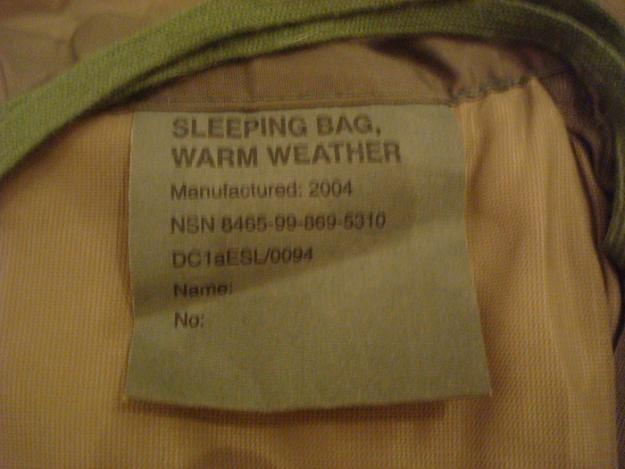 SLEEPING BAG,
WARM WEATHER
Manufactured: 2004
NSN 8465-99-869-5310
DC1aESL/0094
Name:
No: